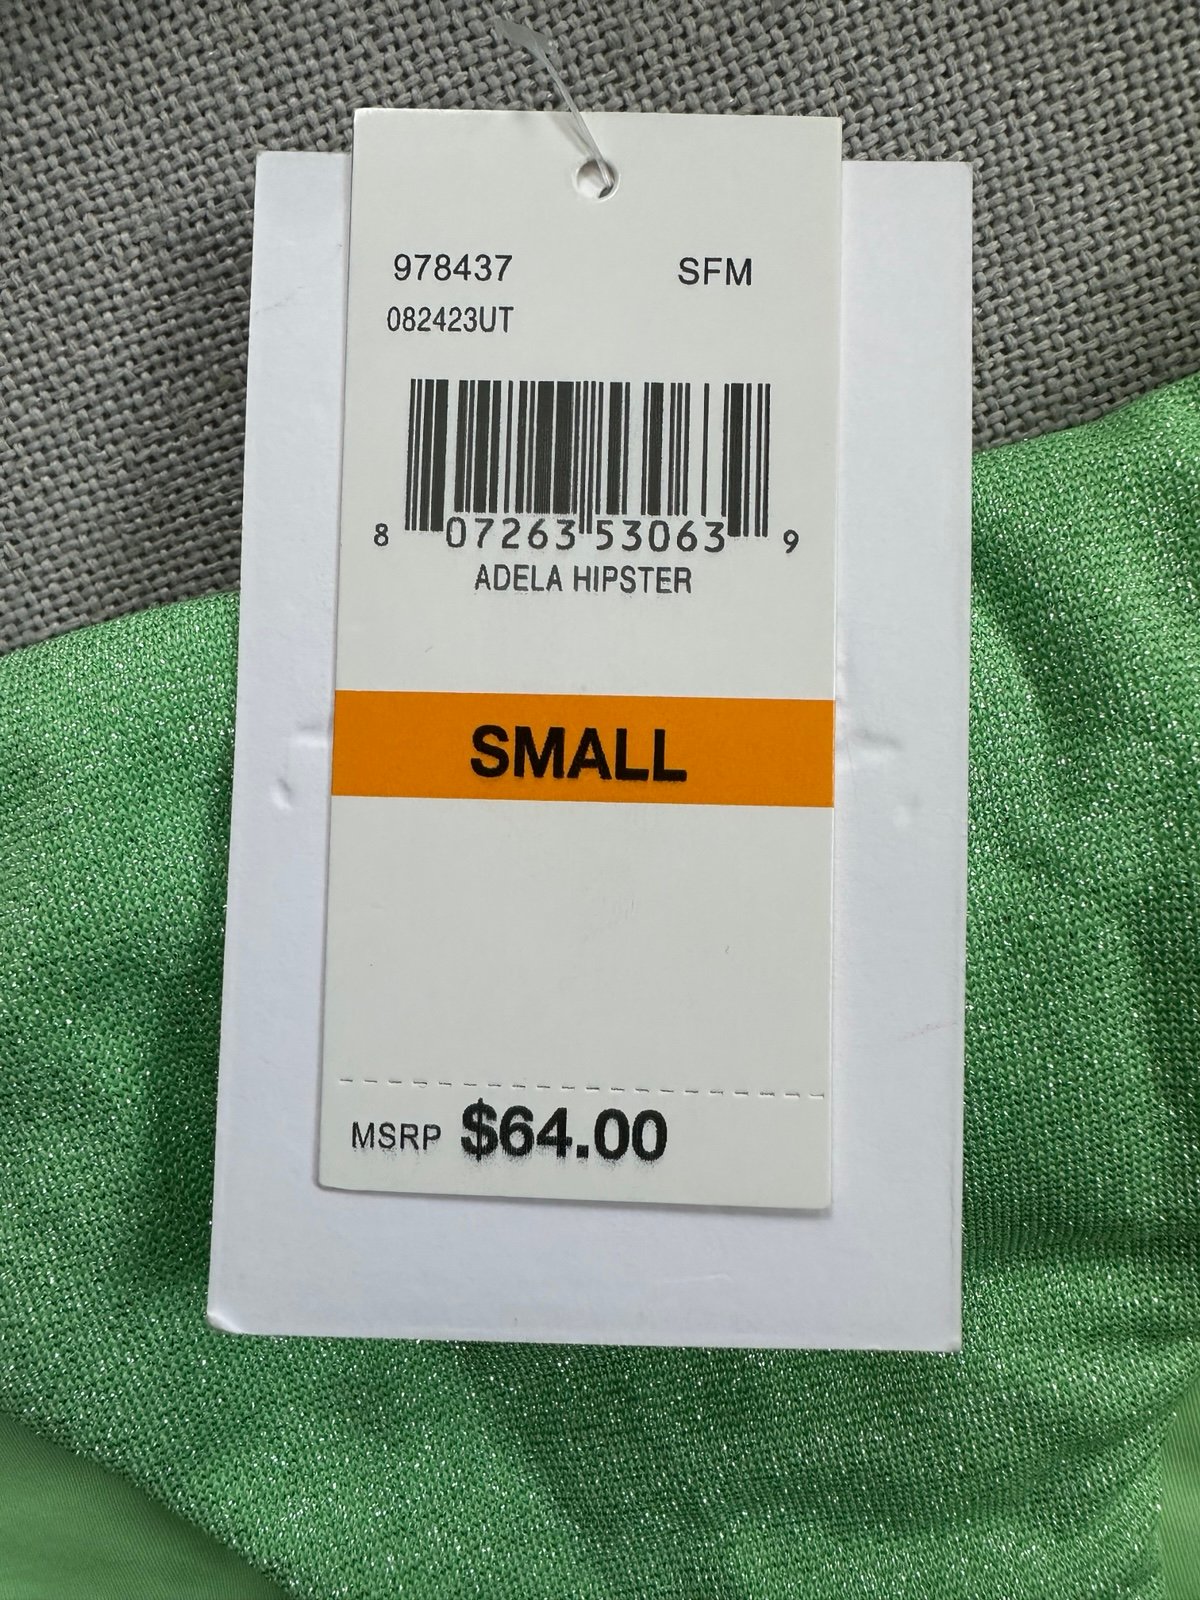 978437 SFM
082423UT
8 07263 53063 9
ADELA HIPSTER
SMALL
MSRP $64.00